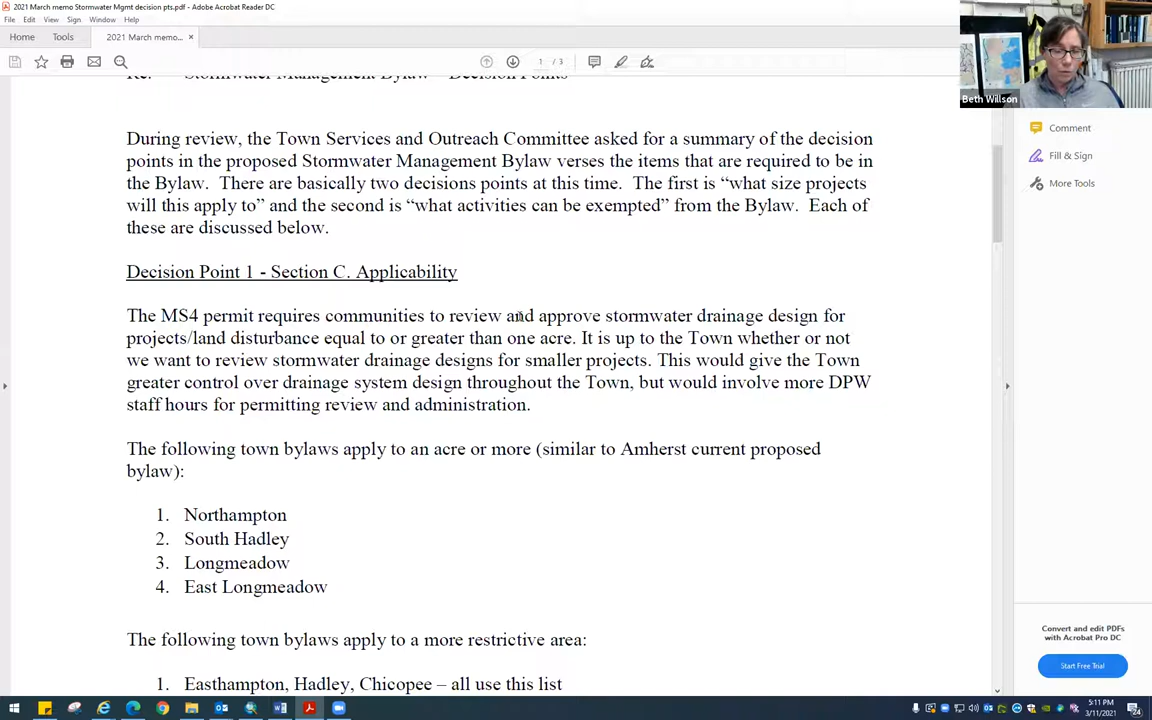 2021 March memo Stormwater Mgmt decision pts.pdf - Adobe Acrobat Reader DC
File Edit View Sign Window Help
Home Tools 2021 March memo... ×
1 / 3
Re: Stormwater Management Bylaw – Decision Points
During review, the Town Services and Outreach Committee asked for a summary of the decision
points in the proposed Stormwater Management Bylaw verses the items that are required to be in
the Bylaw. There are basically two decisions points at this time. The first is “what size projects
will this apply to” and the second is “what activities can be exempted” from the Bylaw. Each of
these are discussed below.
Decision Point 1 - Section C. Applicability
The MS4 permit requires communities to review and approve stormwater drainage design for
projects/land disturbance equal to or greater than one acre. It is up to the Town whether or not
we want to review stormwater drainage designs for smaller projects. This would give the Town
greater control over drainage system design throughout the Town, but would involve more DPW
staff hours for permitting review and administration.
The following town bylaws apply to an acre or more (similar to Amherst current proposed
bylaw):
1. Northampton
2. South Hadley
3. Longmeadow
4. East Longmeadow
The following town bylaws apply to a more restrictive area:
1. Easthampton, Hadley, Chicopee – all use this list
Beth Willson
Comment
Fill & Sign
More Tools
Convert and edit PDFs
with Acrobat Pro DC
Start Free Trial
5:11 PM
3/11/2021
24